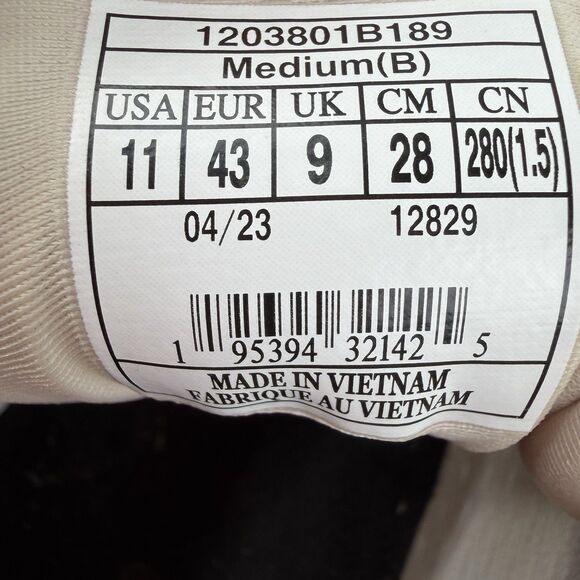 1203801B189
Medium(B)
USA EUR UK CM CN
11 43 9 28 280(1.5)
04/23 12829
1 95394 32142 5
MADE IN VIETNAM
FABRIQUE AU VIETNAM